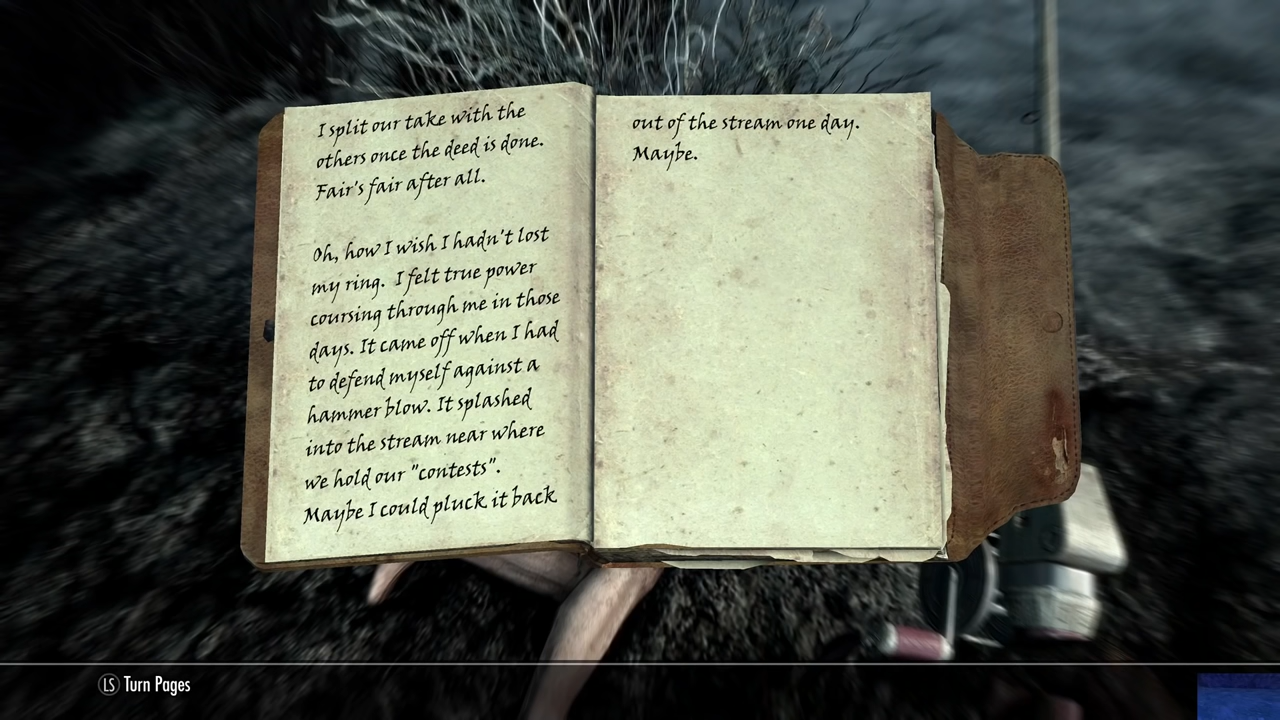 I split our take with the
others once the deed is done.
Fair's fair after all.
Oh, how I wish I hadn't lost
my ring. I felt true power
coursing through me in those
days. It came off when I had
to defend myself against a
hammer blow. It splashed
into the stream near where
we hold our "contests".
Maybe I could pluck it back
out of the stream one day.
Maybe.
LS Turn Pages